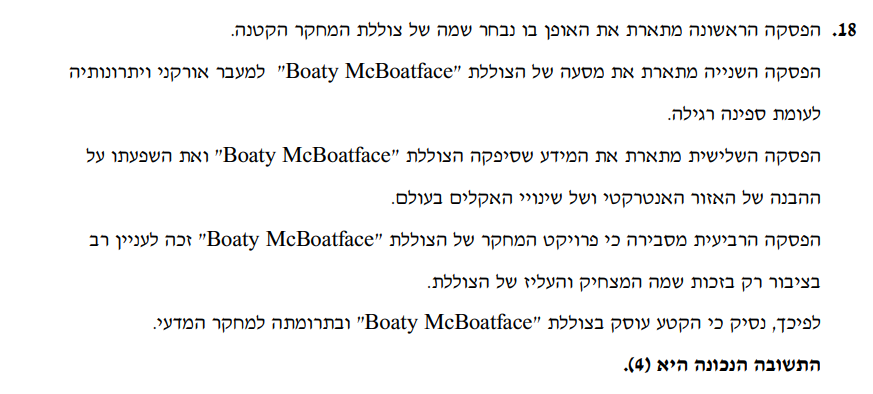 18. הפסקה הראשונה מתארת את האופן בו נבחר שמה של צוללת המחקר הקטנה.
הפסקה השנייה מתארת את מסעה של הצוללת "Boaty McBoatface" למעבר אורקני ויתרונותיה
לעומת ספינה רגילה.
הפסקה השלישית מתארת את המידע שסיפקה הצוללת "Boaty McBoatface" ואת השפעתו על
ההבנה של האזור האנטרקטי ושל שינויי האקלים בעולם.
הפסקה הרביעית מסבירה כי פרויקט המחקר של הצוללת "Boaty McBoatface" זכה לעניין רב
בציבור רק בזכות שמה המצחיק והעליז של הצוללת.
לפיכך, נסיק כי הקטע עוסק בצוללת "Boaty McBoatface" ובתרומתה למחקר המדעי.
התשובה הנכונה היא (4).